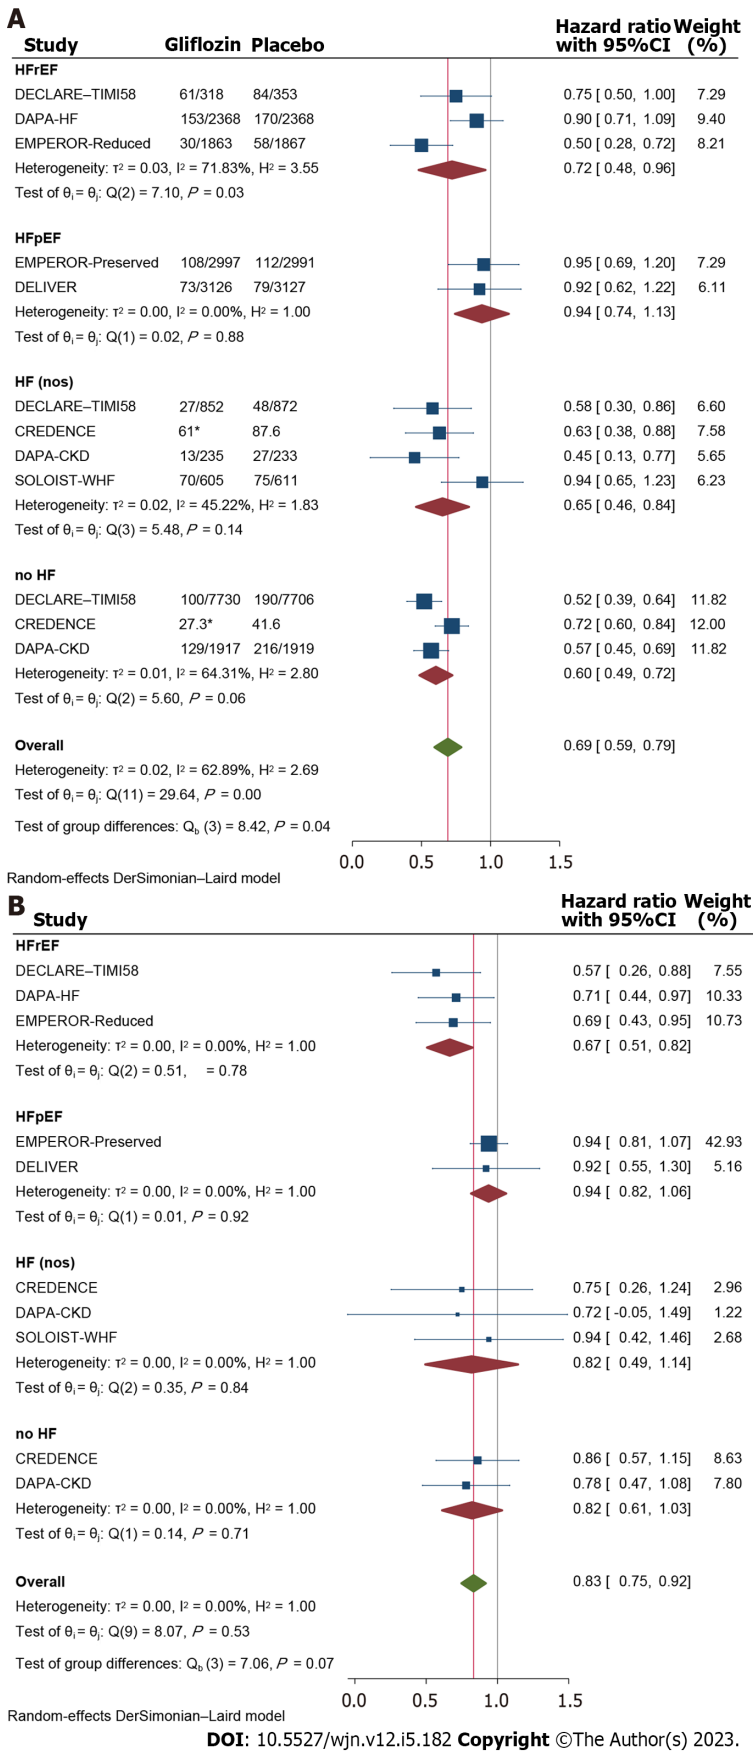 A
Hazard ratio Weight
Study Gliflozin Placebo with 95%CI (%)
HFrEF
DECLARE–TIMI58 61/318 84/353 0.75 [ 0.50, 1.00] 7.29
DAPA-HF 153/2368 170/2368 0.90 [ 0.71, 1.09] 9.40
EMPEROR-Reduced 30/1863 58/1867 0.50 [ 0.28, 0.72] 8.21
Heterogeneity: τ² = 0.03, I² = 71.83%, H² = 3.55 0.72 [ 0.48, 0.96]
Test of θi = θj: Q(2) = 7.10, P = 0.03
HFpEF
EMPEROR-Preserved 108/2997 112/2991 0.95 [ 0.69, 1.20] 7.29
DELIVER 73/3126 79/3127 0.92 [ 0.62, 1.22] 6.11
Heterogeneity: τ² = 0.00, I² = 0.00%, H² = 1.00 0.94 [ 0.74, 1.13]
Test of θi = θj: Q(1) = 0.02, P = 0.88
HF (nos)
DECLARE–TIMI58 27/852 48/872 0.58 [ 0.30, 0.86] 6.60
CREDENCE 61* 87.6 0.63 [ 0.38, 0.88] 7.58
DAPA-CKD 13/235 27/233 0.45 [ 0.13, 0.77] 5.65
SOLOIST-WHF 70/605 75/611 0.94 [ 0.65, 1.23] 6.23
Heterogeneity: τ² = 0.02, I² = 45.22%, H² = 1.83 0.65 [ 0.46, 0.84]
Test of θi = θj: Q(3) = 5.48, P = 0.14
no HF
DECLARE–TIMI58 100/7730 190/7706 0.52 [ 0.39, 0.64] 11.82
CREDENCE 27.3* 41.6 0.72 [ 0.60, 0.84] 12.00
DAPA-CKD 129/1917 216/1919 0.57 [ 0.45, 0.69] 11.82
Heterogeneity: τ² = 0.01, I² = 64.31%, H² = 2.80 0.60 [ 0.49, 0.72]
Test of θi = θj: Q(2) = 5.60, P = 0.06
Overall 0.69 [ 0.59, 0.79]
Heterogeneity: τ² = 0.02, I² = 62.89%, H² = 2.69
Test of θi = θj: Q(11) = 29.64, P = 0.00
Test of group differences: Qb (3) = 8.42, P = 0.04
0.0 0.5 1.0 1.5
Random-effects DerSimonian–Laird model
B
Hazard ratio Weight
Study with 95%CI (%)
HFrEF
DECLARE–TIMI58 0.57 [ 0.26, 0.88] 7.55
DAPA-HF 0.71 [ 0.44, 0.97] 10.33
EMPEROR-Reduced 0.69 [ 0.43, 0.95] 10.73
Heterogeneity: τ² = 0.00, I² = 0.00%, H² = 1.00 0.67 [ 0.51, 0.82]
Test of θi = θj: Q(2) = 0.51, = 0.78
HFpEF
EMPEROR-Preserved 0.94 [ 0.81, 1.07] 42.93
DELIVER 0.92 [ 0.55, 1.30] 5.16
Heterogeneity: τ² = 0.00, I² = 0.00%, H² = 1.00 0.94 [ 0.82, 1.06]
Test of θi = θj: Q(1) = 0.01, P = 0.92
HF (nos)
CREDENCE 0.75 [ 0.26, 1.24] 2.96
DAPA-CKD 0.72 [ -0.05, 1.49] 1.22
SOLOIST-WHF 0.94 [ 0.42, 1.46] 2.68
Heterogeneity: τ² = 0.00, I² = 0.00%, H² = 1.00 0.82 [ 0.49, 1.14]
Test of θi = θj: Q(2) = 0.35, P = 0.84
no HF
CREDENCE 0.86 [ 0.57, 1.15] 8.63
DAPA-CKD 0.78 [ 0.47, 1.08] 7.80
Heterogeneity: τ² = 0.00, I² = 0.00%, H² = 1.00 0.82 [ 0.61, 1.03]
Test of θi = θj: Q(1) = 0.14, P = 0.71
Overall 0.83 [ 0.75, 0.92]
Heterogeneity: τ² = 0.00, I² = 0.00%, H² = 1.00
Test of θi = θj: Q(9) = 8.07, P = 0.53
Test of group differences: Qb (3) = 7.06, P = 0.07
0.0 0.5 1.0 1.5
Random-effects DerSimonian–Laird model
DOI: 10.5527/wjn.v12.i5.182 Copyright ©The Author(s) 2023.